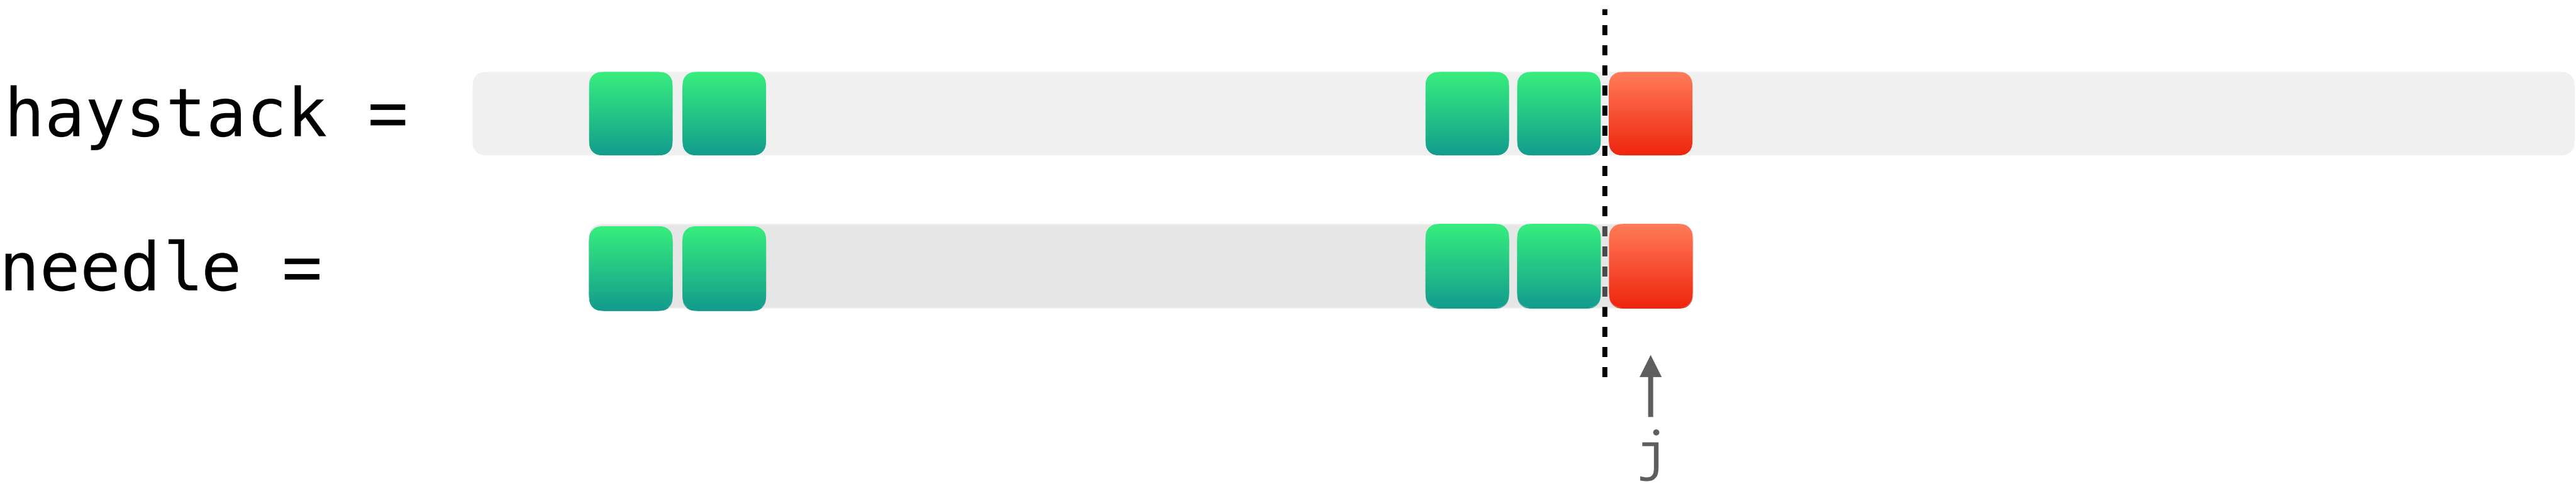 haystack =
needle =
j